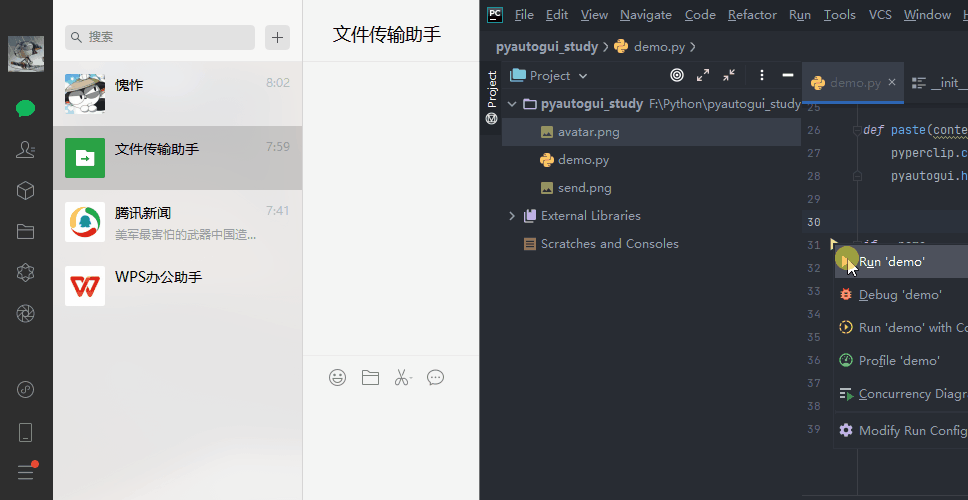 搜索
文件传输助手
愧怍 8:02
文件传输助手 7:59
腾讯新闻 7:41
美军最害怕的武器中国造...
WPS办公助手
PC File Edit View Navigate Code Refactor Run Tools VCS Window H
pyautogui_study demo.py
Project
Project
demo.py
__init__
pyautogui_study F:\Python\pyautogui_study
avatar.png
demo.py
send.png
External Libraries
Scratches and Consoles
25
26 def paste(conte
27 pyperclip.c
28 pyautogui.h
29
30
31
32
33
34
35
36
37
38
39
Run 'demo'
Debug 'demo'
Run 'demo' with Co
Profile 'demo'
Concurrency Diagr
Modify Run Config